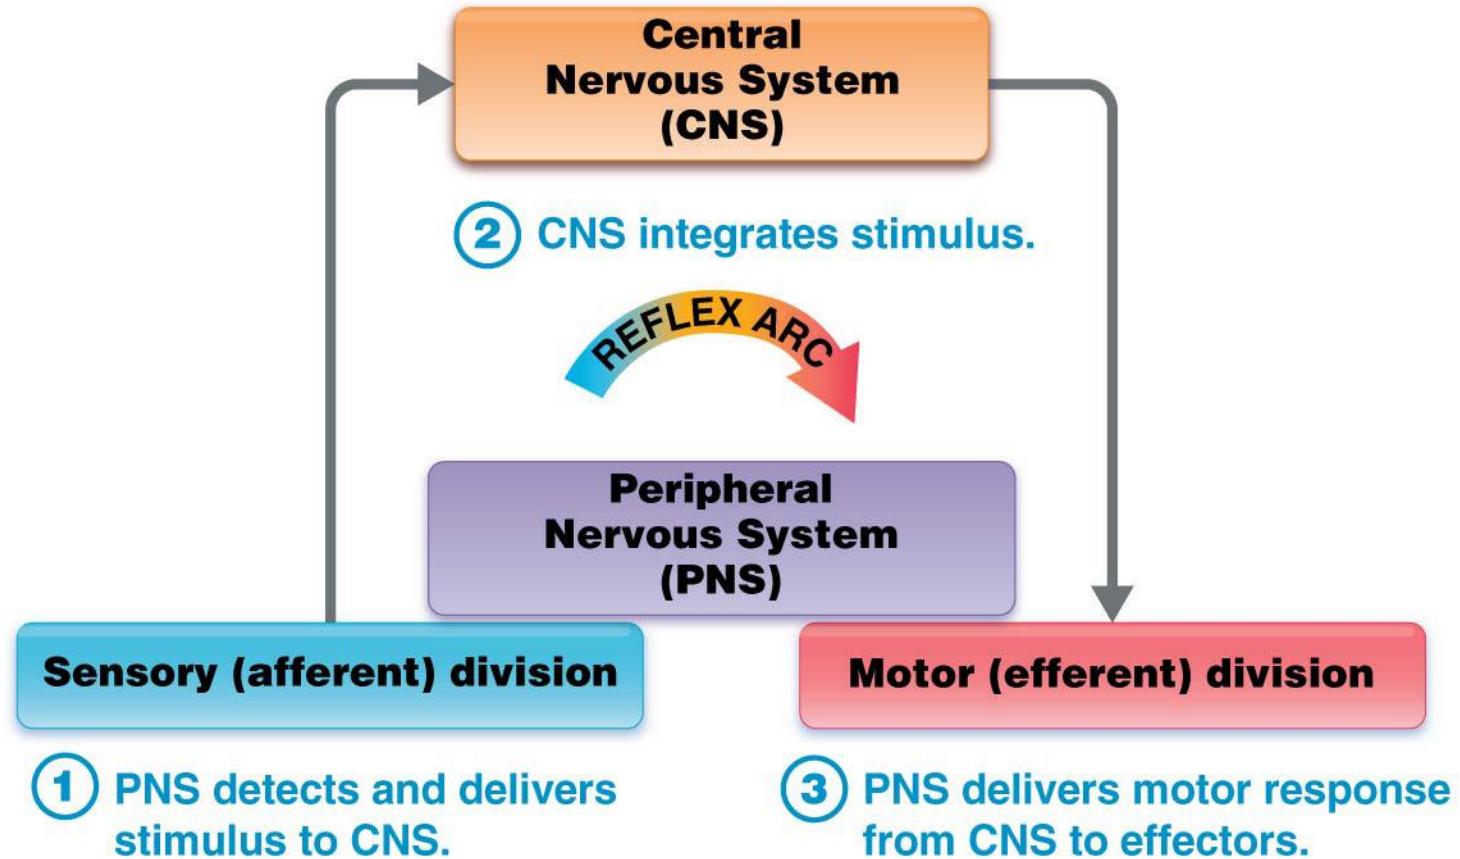 Central
Nervous System
(CNS)
2 CNS integrates stimulus.
REFLEX ARC
Peripheral
Nervous System
(PNS)
Sensory (afferent) division
Motor (efferent) division
1 PNS detects and delivers
stimulus to CNS.
3 PNS delivers motor response
from CNS to effectors.